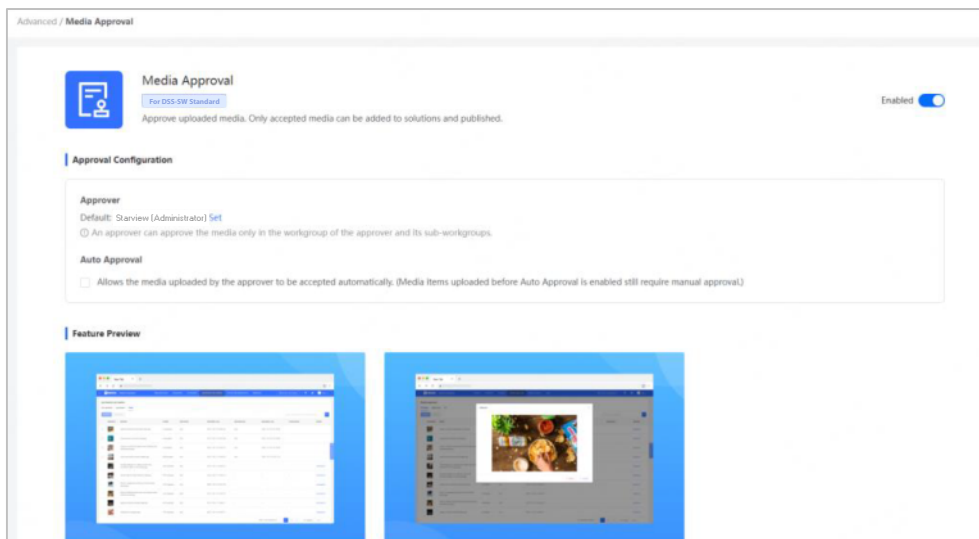 Advanced / Media Approval
Media Approval
For DSS-SW Standard
Enabled
Approve uploaded media. Only accepted media can be added to solutions and published.
Approval Configuration
Approver
Default: Starview (Administrator) Set
An approver can approve the media only in the workgroup of the approver and its sub-workgroups.
Auto Approval
Allows the media uploaded by the approver to be accepted automatically. (Media items uploaded before Auto Approval is enabled still require manual approval.)
Feature Preview